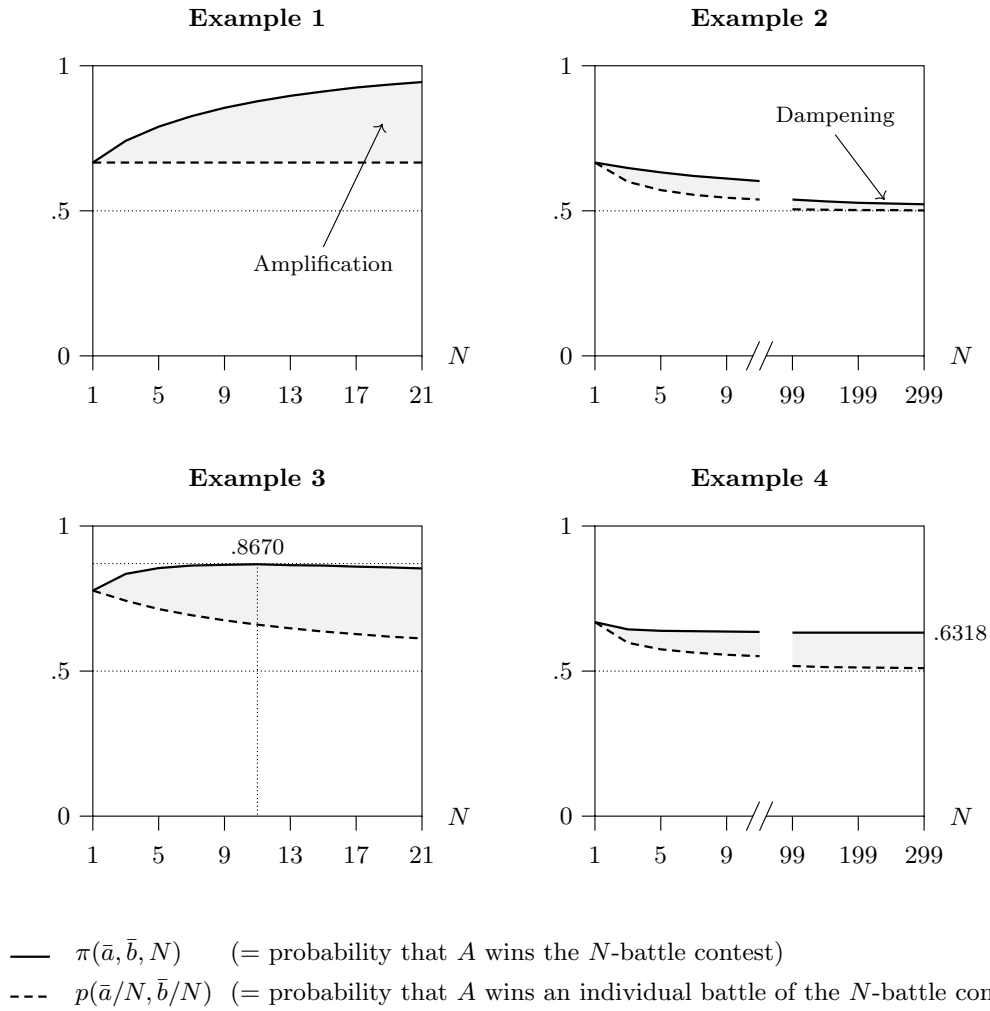 Example 1
1
.5
0
Amplification
N
1 5 9 13 17 21
Example 2
1
.5
0
Dampening
N
1 5 9 99 199 299
Example 3
1
.5
0
.8670
N
1 5 9 13 17 21
Example 4
1
.5
0
.6318
N
1 5 9 99 199 299
π(ā, b̄, N) (= probability that A wins the N-battle contest)
p(ā/N, b̄/N) (= probability that A wins an individual battle of the N-battle con